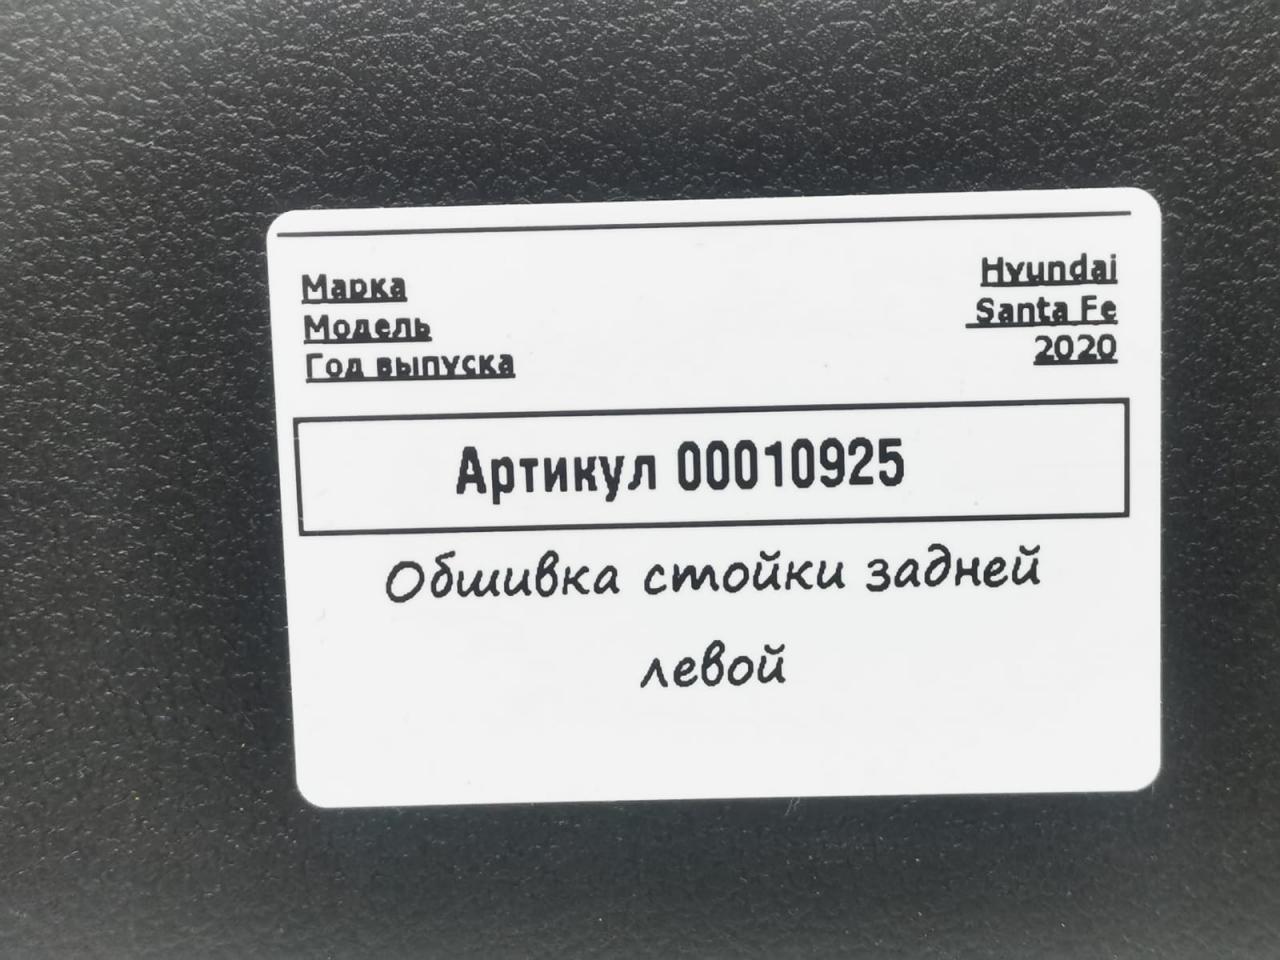 Марка Hyundai
Модель Santa Fe
Год выпуска 2020
Артикул 00010925
Обшивка стойки задней
левой